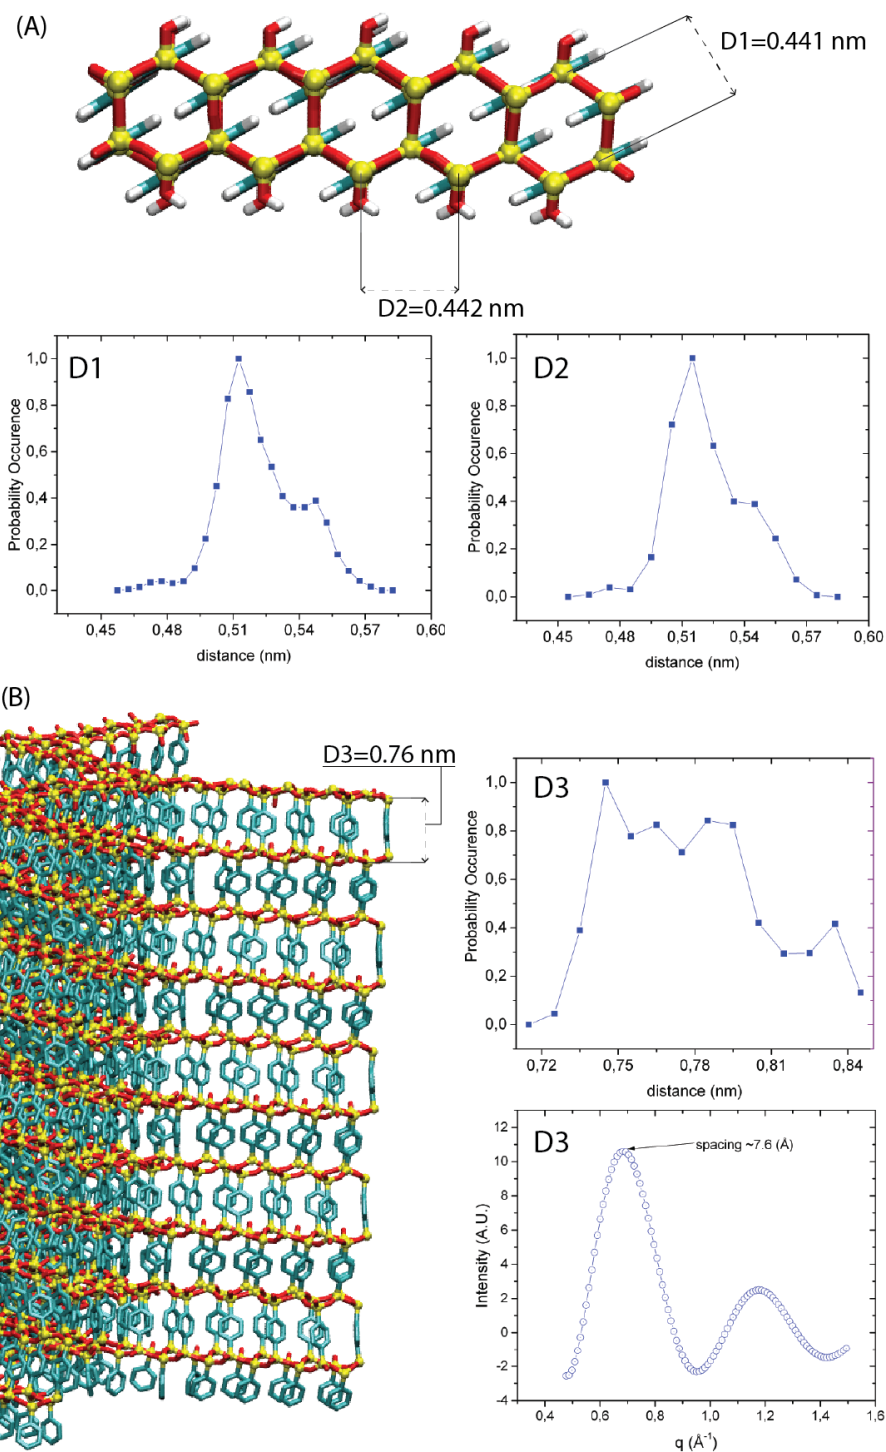 (A)
D1=0.441 nm
D2=0.442 nm
D1
Probability Occurence
1,0
0,8
0,6
0,4
0,2
0,0
0,45 0,48 0,51 0,54 0,57 0,60
distance (nm)
D2
Probability Occurence
1,0
0,8
0,6
0,4
0,2
0,0
0,45 0,48 0,51 0,54 0,57 0,60
distance (nm)
(B)
D3=0.76 nm
D3
Probability Occurence
1,0
0,8
0,6
0,4
0,2
0,0
0,72 0,75 0,78 0,81 0,84
distance (nm)
D3
spacing ~7.6 (Å)
Intensity (A.U.)
12
10
8
6
4
2
0
-2
-4
0,4 0,6 0,8 1,0 1,2 1,4 1,6
q (Å⁻¹)